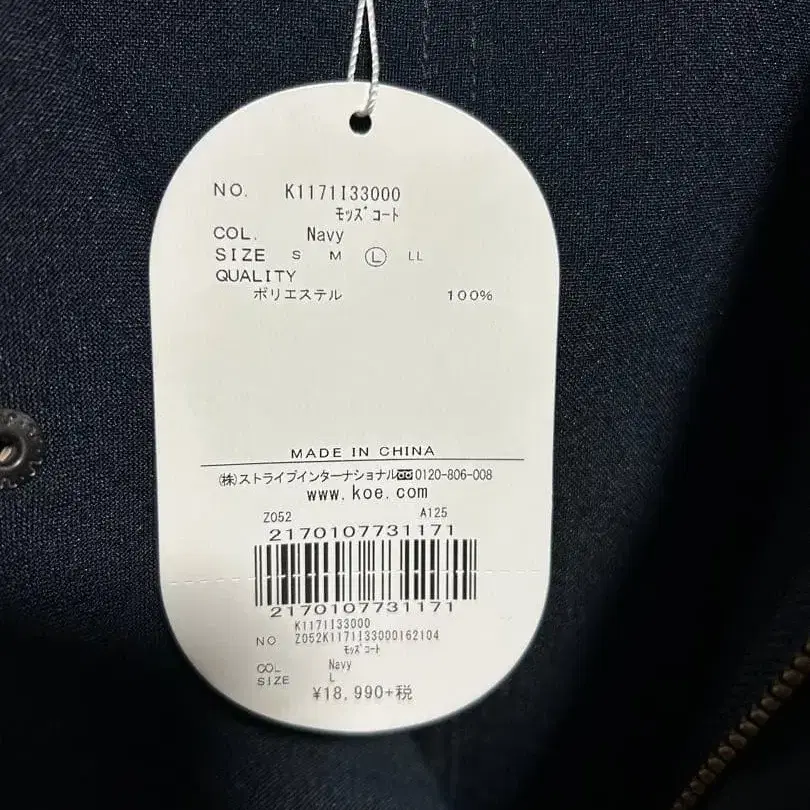 NO. K1171I33000
ﾓｯｽﾞｺｰﾄ
COL. Navy
SIZE S M L LL
QUALITY
ポリエステル 100%
MADE IN CHINA
(株)ストライプインターナショナル 0120-806-008
www.koe.com
Z052 A125
2170107731171
2170107731171
K1171I33000
NO Z052K1171I33000162104
ﾓｯｽﾞｺｰﾄ
COL Navy
SIZE L
¥18,990+税